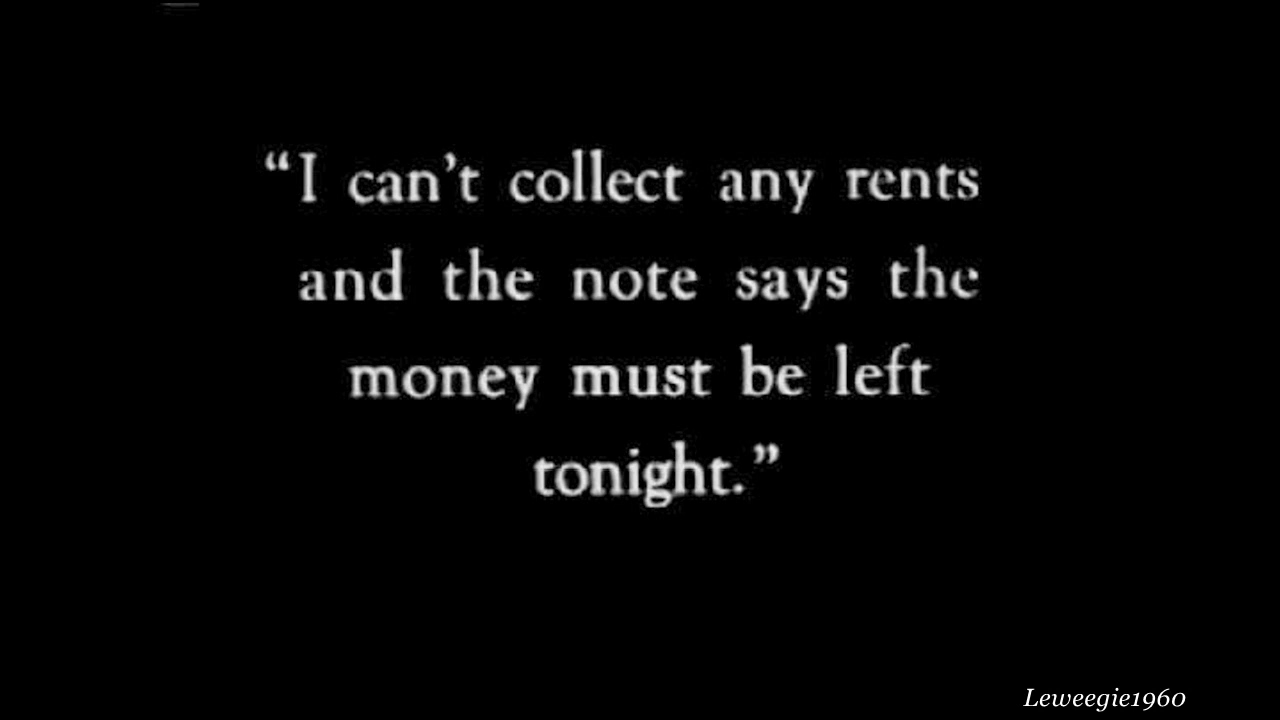 “I can’t collect any rents
and the note says the
money must be left
tonight.”
Leweegie1960